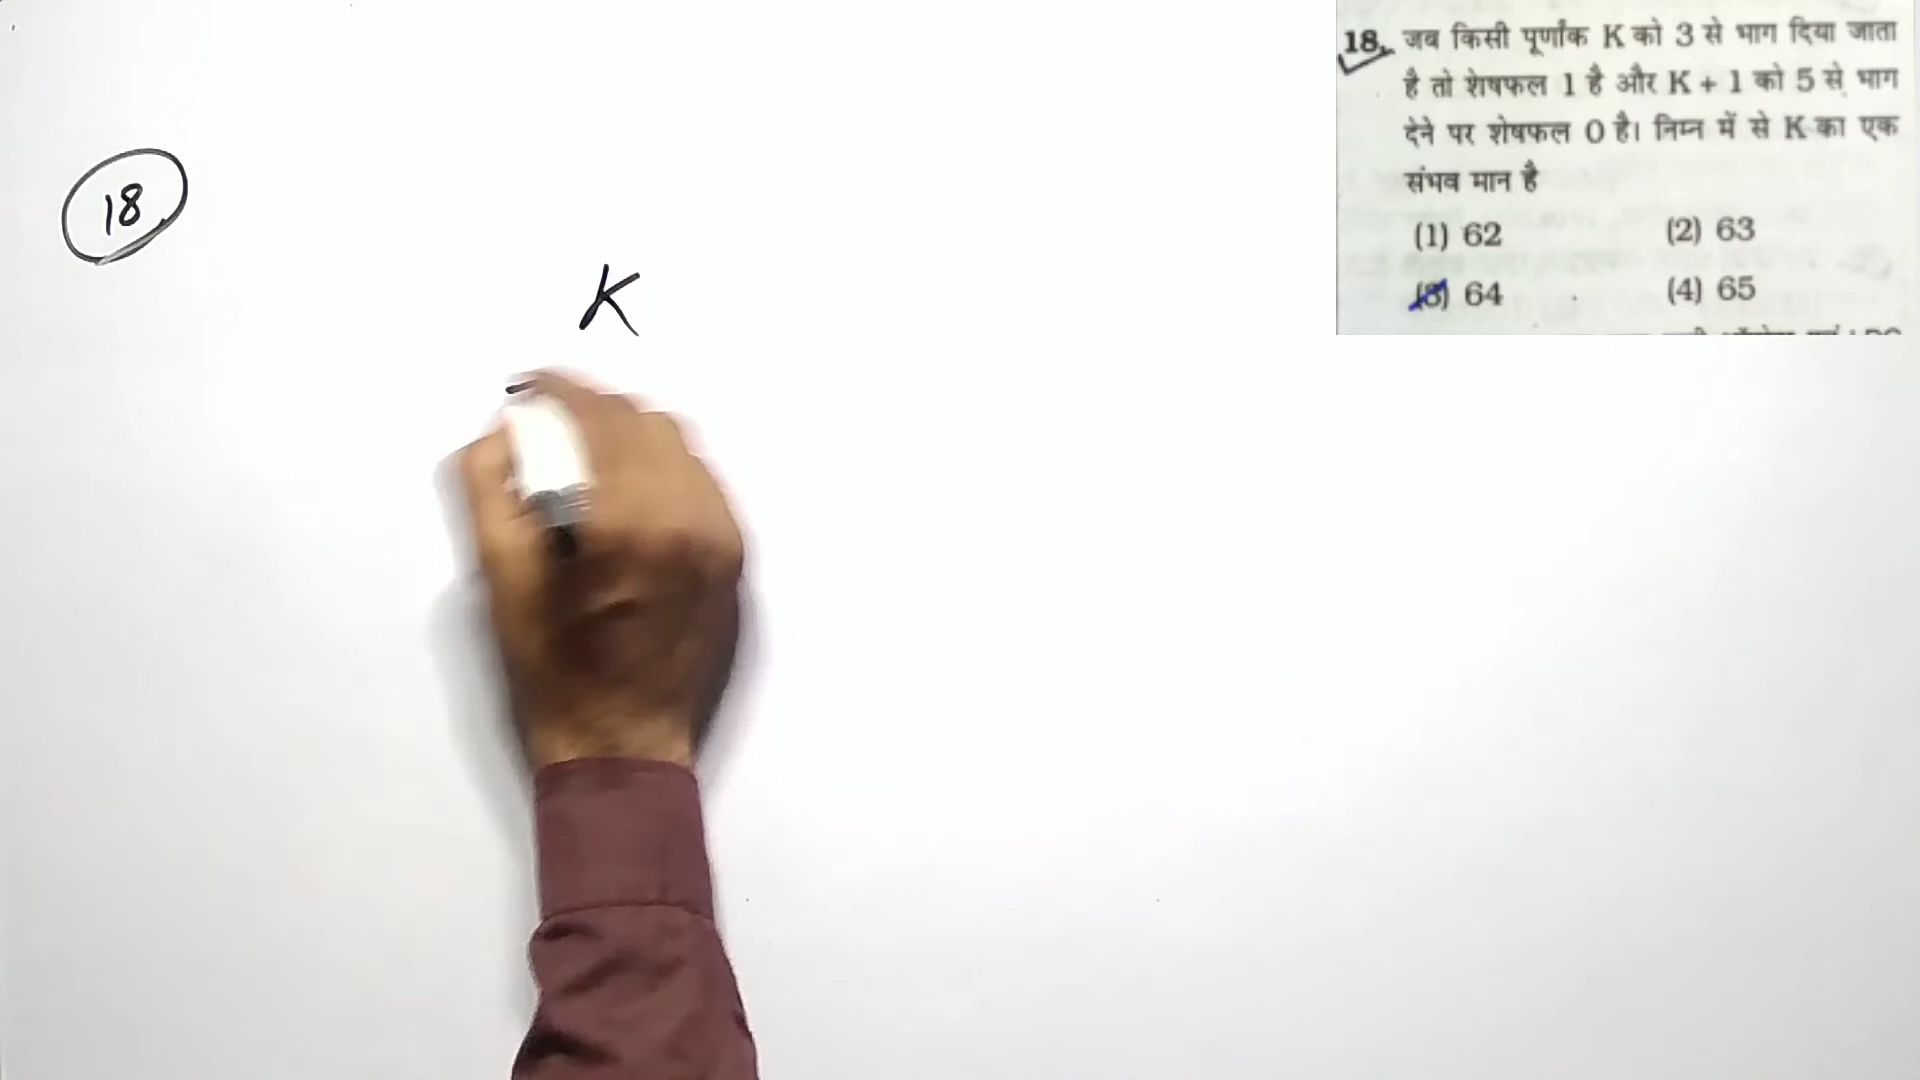 18
K
18. जब किसी पूर्णांक K को 3 से भाग दिया जाता
है तो शेषफल 1 है और K + 1 को 5 से भाग
देने पर शेषफल 0 है। निम्न में से K का एक
संभव मान है
(1) 62 (2) 63
(3) 64 (4) 65